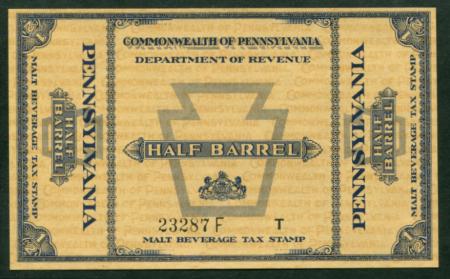 COMMONWEALTH OF PENNSYLVANIA
DEPARTMENT OF REVENUE
HALF BARREL
23287 F T
MALT BEVERAGE TAX STAMP
PENNSYLVANIA
HALF
BARREL
MALT BEVERAGE TAX STAMP
PENNSYLVANIA
HALF
BARREL
MALT BEVERAGE TAX STAMP